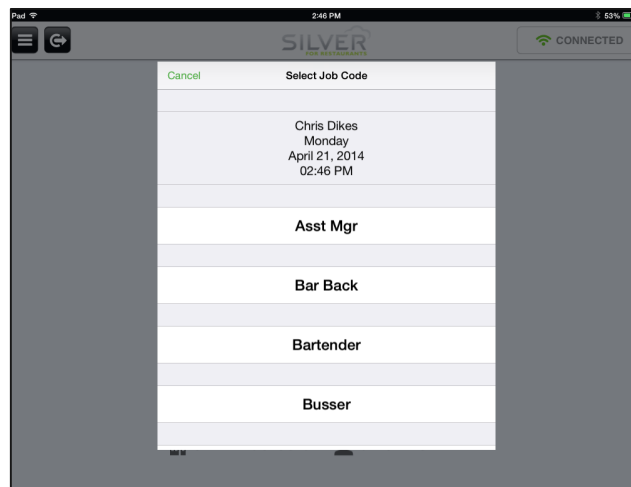 Pad 2:46 PM 53%
SILVER
FOR RESTAURANTS
CONNECTED
Cancel Select Job Code
Chris Dikes
Monday
April 21, 2014
02:46 PM
Asst Mgr
Bar Back
Bartender
Busser